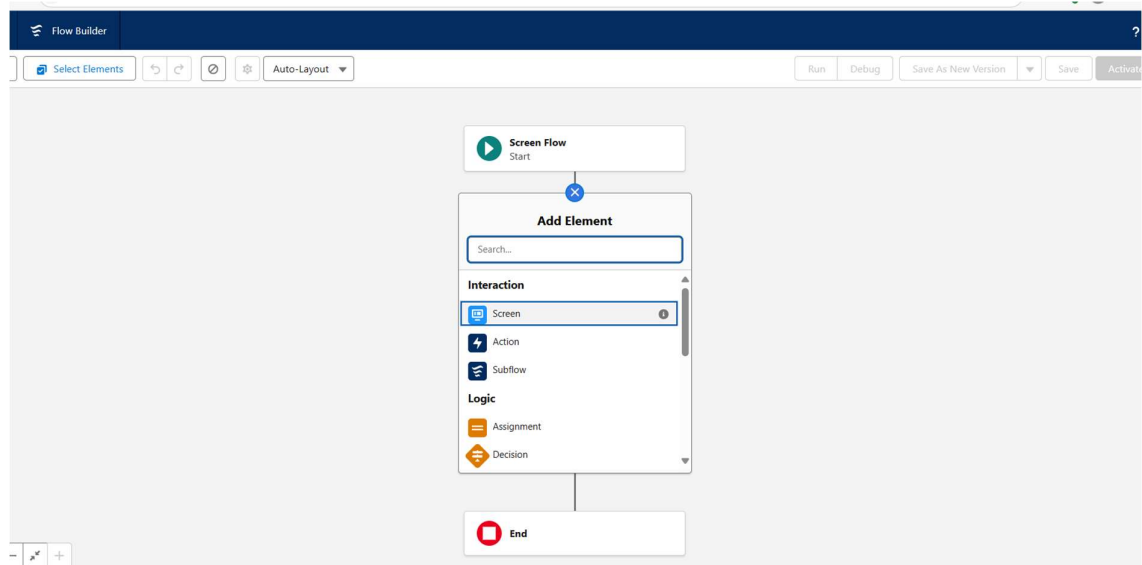 Flow Builder
?
Select Elements
Auto-Layout
Run
Debug
Save As New Version
Save
Activate
Screen Flow
Start
Add Element
Search...
Interaction
Screen
Action
Subflow
Logic
Assignment
Decision
End